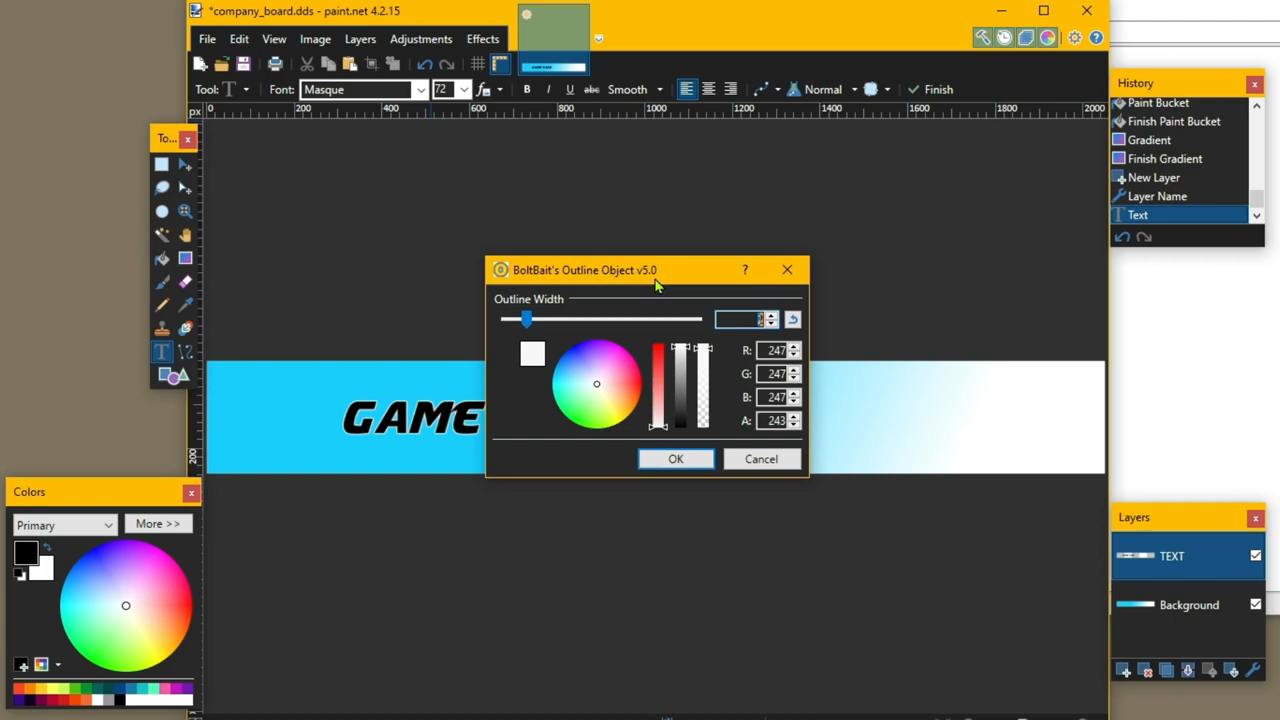 *company_board.dds - paint.net 4.2.15
File Edit View Image Layers Adjustments Effects
Tool: T Font: Masque 72 B I U abc Smooth Normal Finish
px 0 200 400 600 800 1000 1200 1400 1600 1800 2000
200
To... x
GAME
BoltBait's Outline Object v5.0 ?
Outline Width
R: 247
G: 247
B: 247
A: 243
OK Cancel
History x
Paint Bucket
Finish Paint Bucket
Gradient
Finish Gradient
New Layer
Layer Name
Text
Colors x
Primary More >>
Layers x
TEXT
Background